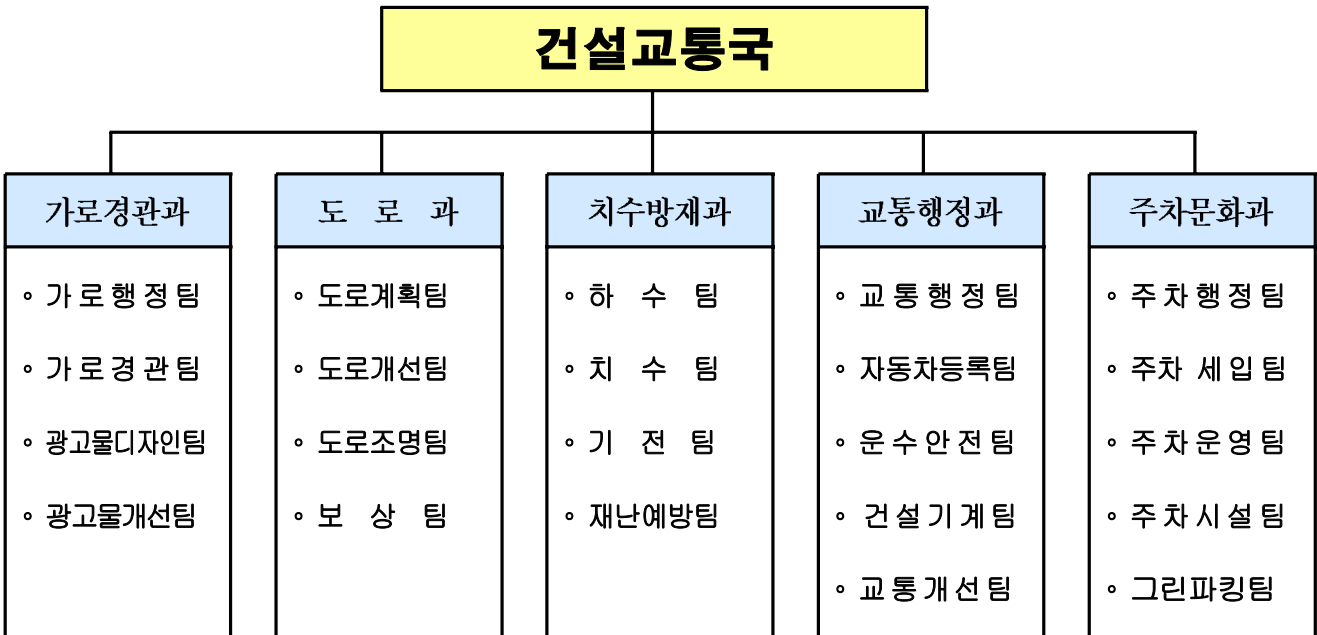 건설교통국
가로경관과
◦ 가로행정팀
◦ 가로경관팀
◦ 광고물디자인팀
◦ 광고물개선팀
도 로 과
◦ 도로계획팀
◦ 도로개선팀
◦ 도로조명팀
◦ 보 상 팀
치수방재과
◦ 하 수 팀
◦ 치 수 팀
◦ 기 전 팀
◦ 재난예방팀
교통행정과
◦ 교통행정팀
◦ 자동차등록팀
◦ 운수안전팀
◦ 건설기계팀
◦ 교통개선팀
주차문화과
◦ 주차행정팀
◦ 주차 세입팀
◦ 주차운영팀
◦ 주차시설팀
◦ 그린파킹팀